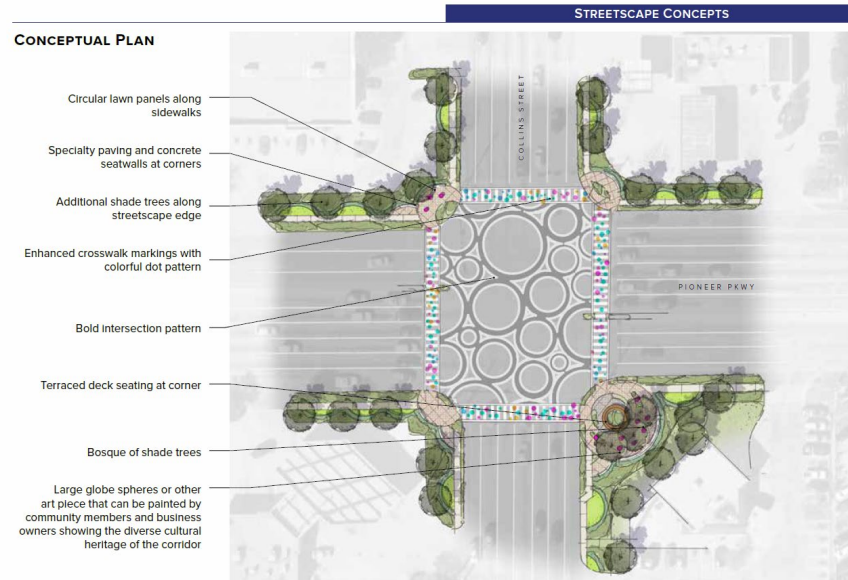 STREETSCAPE CONCEPTS
CONCEPTUAL PLAN
COLLINS STREET
Circular lawn panels along
sidewalks
Specialty paving and concrete
seatwalls at corners
Additional shade trees along
streetscape edge
Enhanced crosswalk markings with
colorful dot pattern
PIONEER PKWY
Bold intersection pattern
Terraced deck seating at corner
Bosque of shade trees
Large globe spheres or other
art piece that can be painted by
community members and business
owners showing the diverse cultural
heritage of the corridor